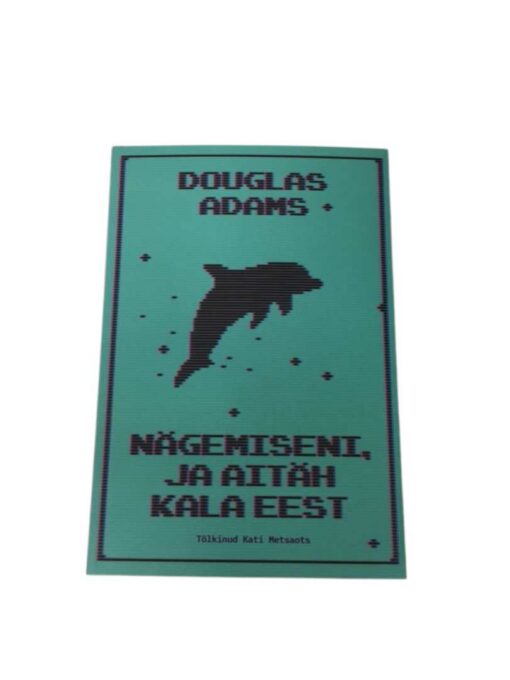 DOUGLAS
ADAMS
NÄGEMISENI,
JA AITÄH
KALA EEST
Tõlkinud Kati Metsaots